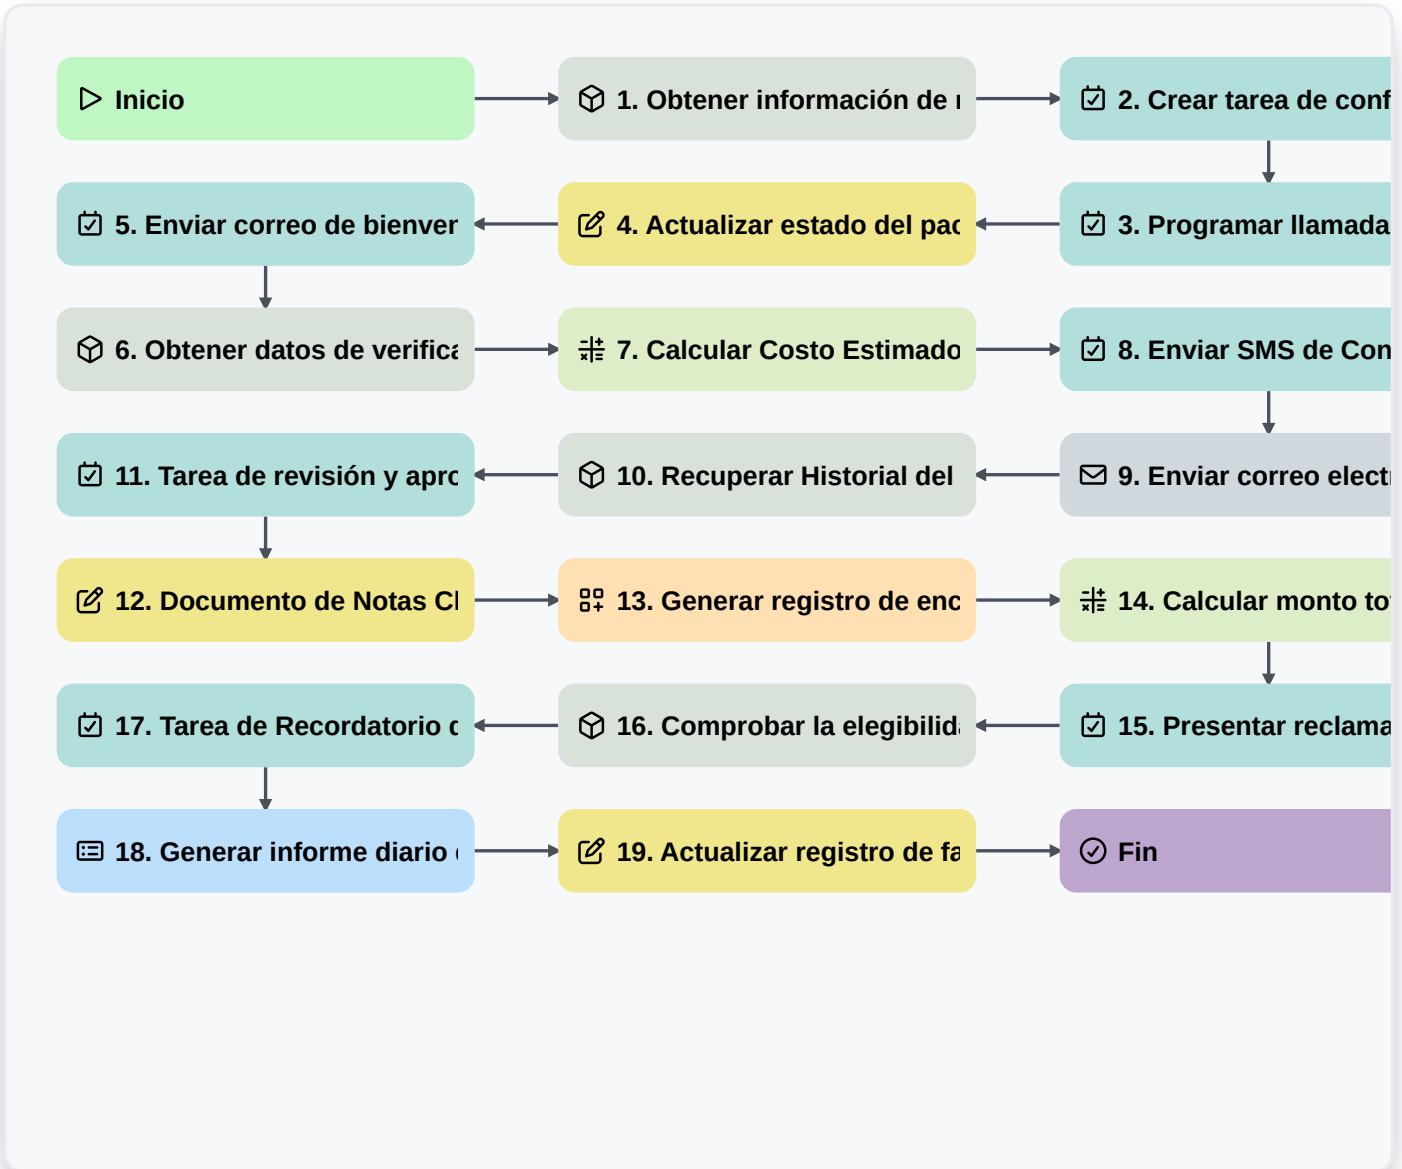 Inicio
1. Obtener información de
2. Crear tarea de conf
5. Enviar correo de bienven
4. Actualizar estado del pac
3. Programar llamada
6. Obtener datos de verifica
7. Calcular Costo Estimado
8. Enviar SMS de Con
11. Tarea de revisión y apro
10. Recuperar Historial del
9. Enviar correo electr
12. Documento de Notas Cl
13. Generar registro de enc
14. Calcular monto tot
17. Tarea de Recordatorio
16. Comprobar la elegibilida
15. Presentar reclama
18. Generar informe diario
19. Actualizar registro de fa
Fin